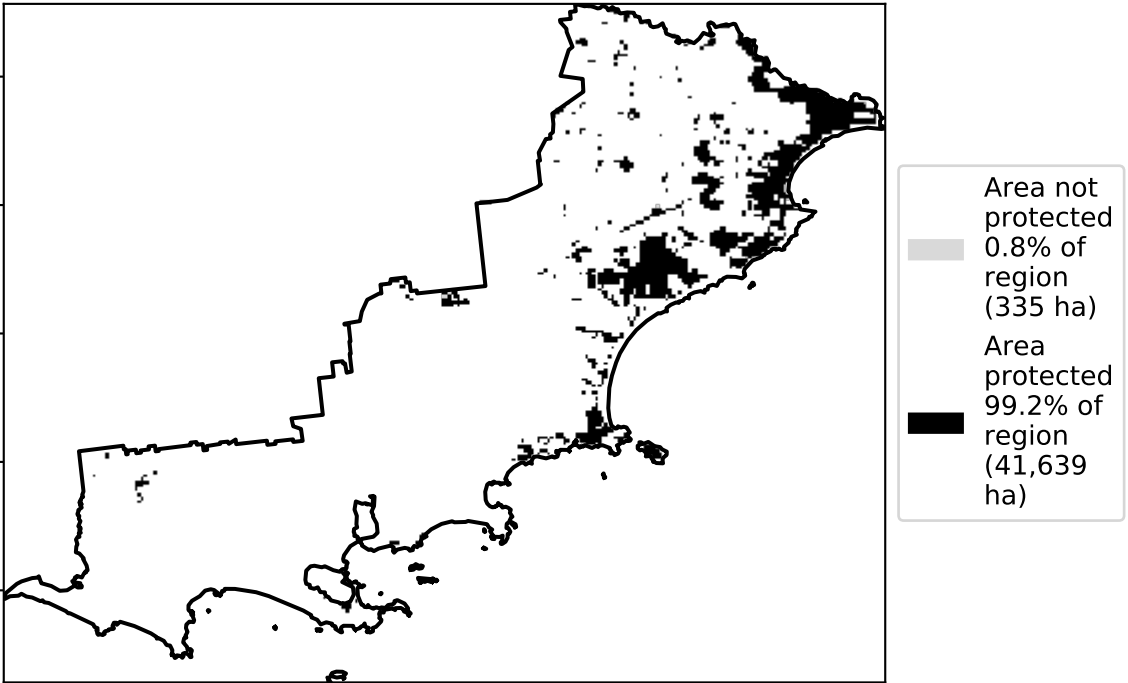 Area not
protected
0.8% of
region
(335 ha)
Area
protected
99.2% of
region
(41,639
ha)